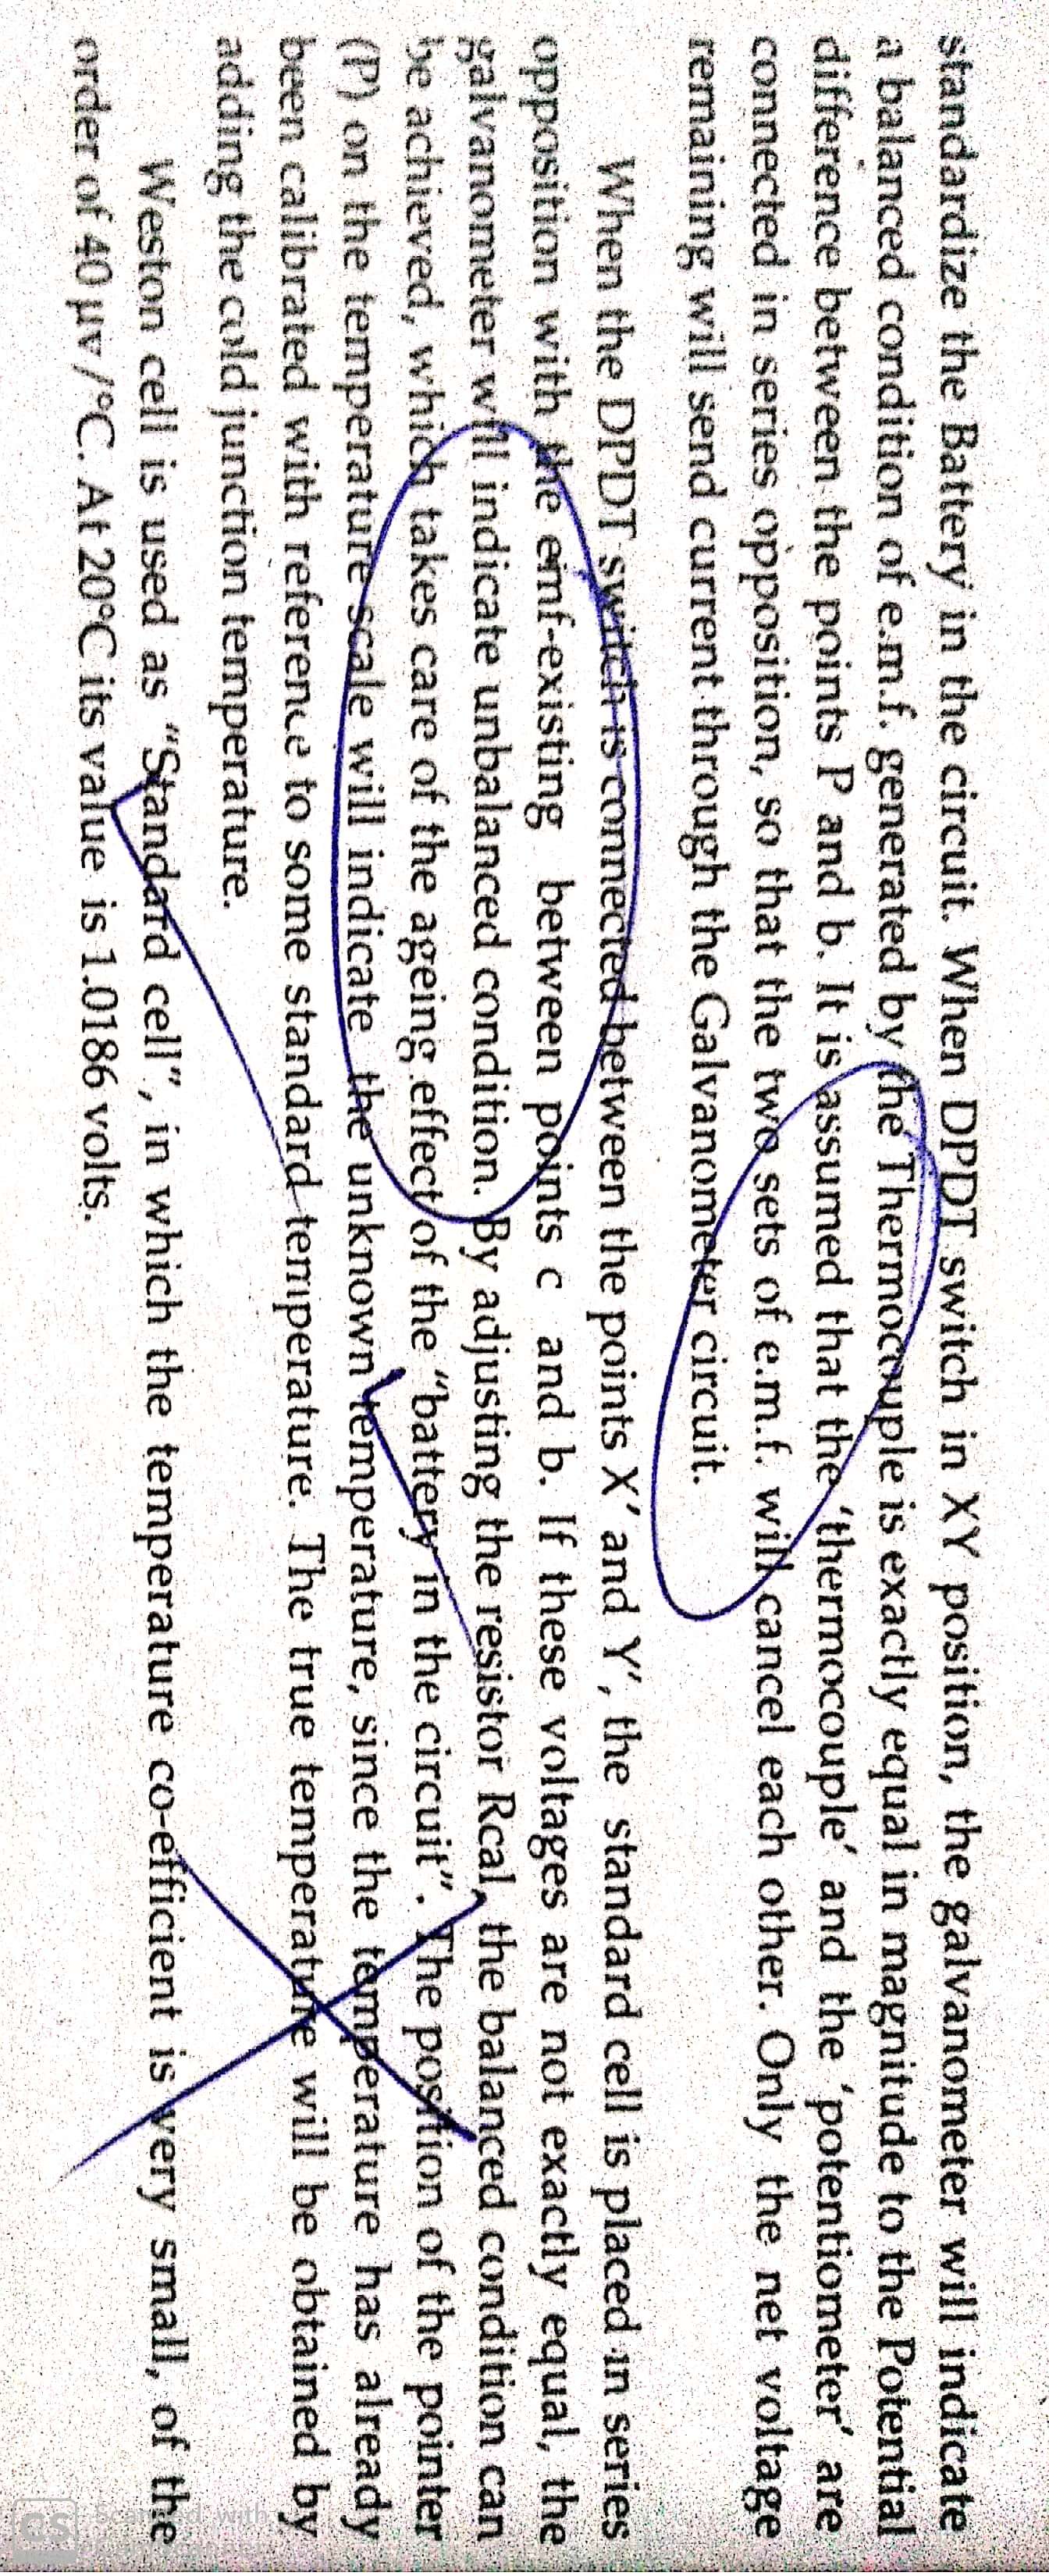 standardize the Battery in the circuit. When DPDT switch in XY position, the galvanometer will indicate
a balanced condition of e.m.f. generated by the Thermocouple is exactly equal in magnitude to the Potential
difference between the points P and b. It is assumed that the ‘thermocouple’ and the ‘potentiometer’ are
connected in series opposition, so that the two sets of e.m.f. will cancel each other. Only the net voltage
remaining will send current through the Galvanometer circuit.
When the DPDT switch is connected between the points X′ and Y′, the standard cell is placed in series
opposition with the emf-existing between points c and b. If these voltages are not exactly equal, the
galvanometer will indicate unbalanced condition. By adjusting the resistor Rcal, the balanced condition can
be achieved, which takes care of the ageing effect of the “battery in the circuit”. The position of the pointer
(P) on the temperature scale will indicate the unknown temperature, since the temperature has already
been calibrated with reference to some standard temperature. The true temperature will be obtained by
adding the cold junction temperature.
Weston cell is used as “Standard cell”, in which the temperature co-efficient is very small, of the
order of 40 μv/°C. At 20°C its value is 1.0186 volts.
CS